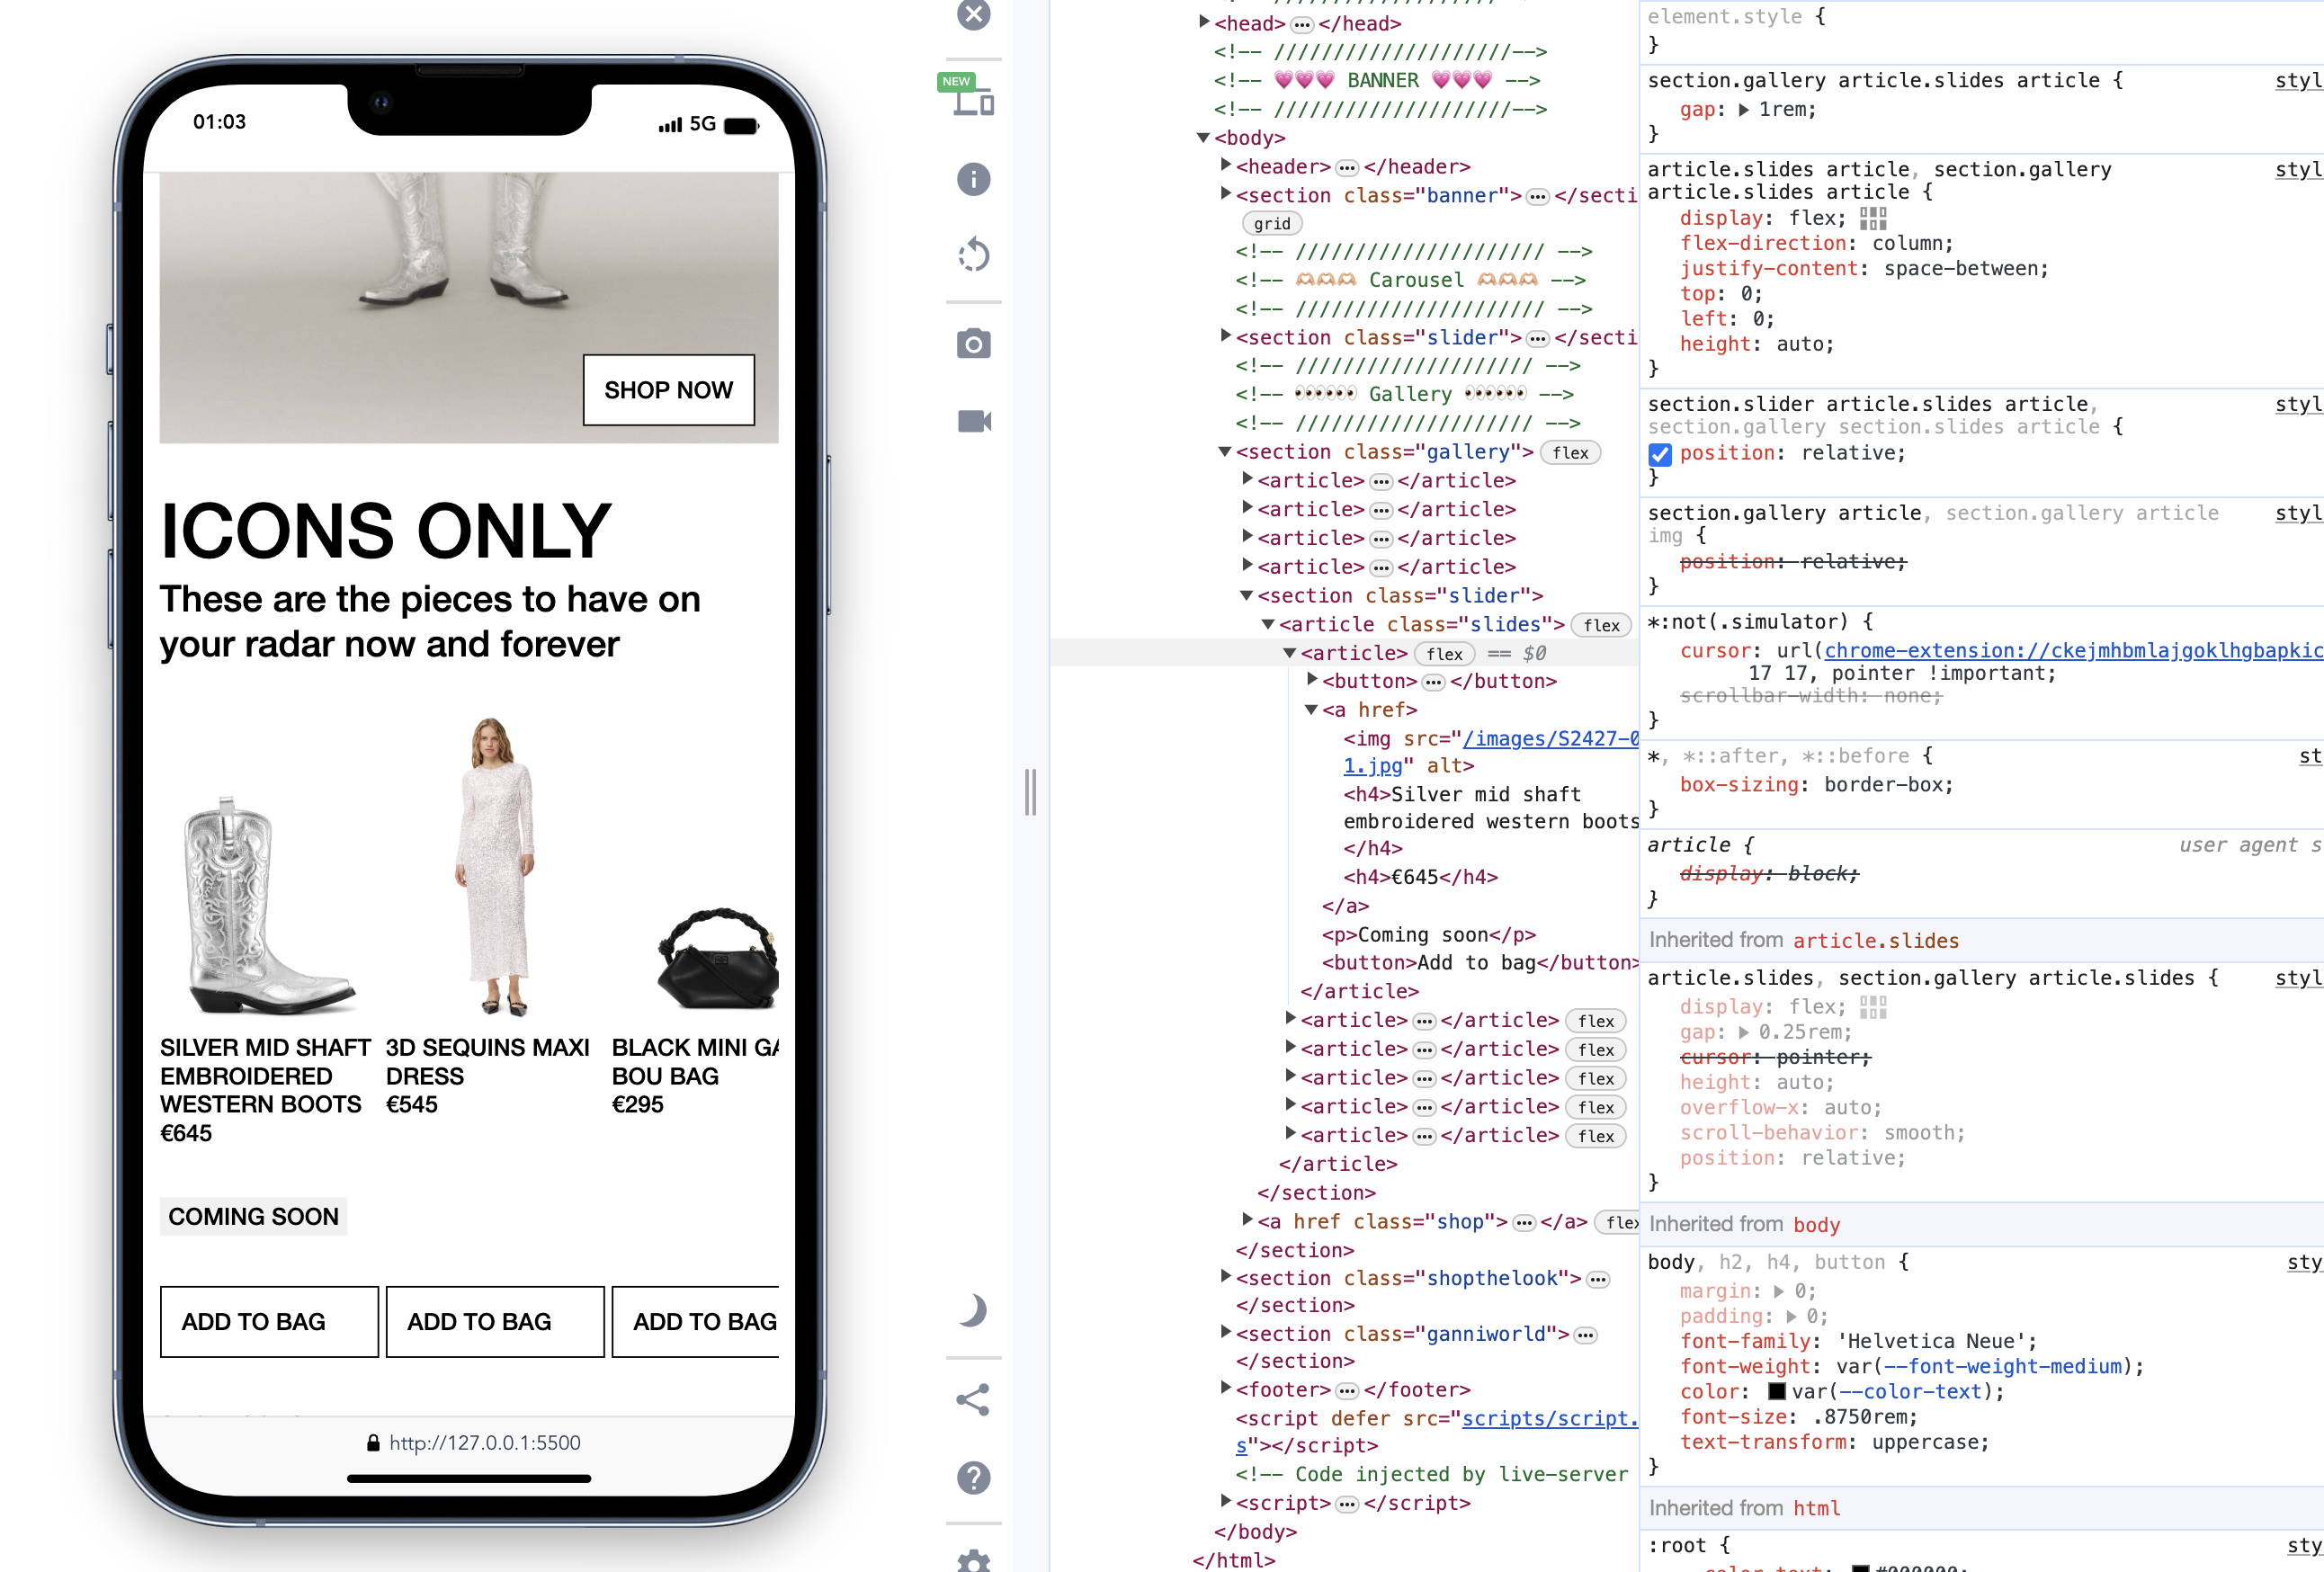 01:03
5G
SHOP NOW
ICONS ONLY
These are the pieces to have on
your radar now and forever
SILVER MID SHAFT
EMBROIDERED
WESTERN BOOTS
€645
3D SEQUINS MAXI
DRESS
€545
BLACK MINI GA
BOU BAG
€295
COMING SOON
ADD TO BAG
ADD TO BAG
ADD TO BAG
http://127.0.0.1:5500
NEW
<head> ••• </head>
<!-- ////////////////////-->
<!-- 💗💗💗 BANNER 💗💗💗 -->
<!-- ////////////////////-->
<body>
<header> ••• </header>
<section class="banner"> ••• </secti
grid
<!-- ///////////////////// -->
<!-- 🫶🏼🫶🏼🫶🏼 Carousel 🫶🏼🫶🏼🫶🏼 -->
<!-- ///////////////////// -->
<section class="slider"> ••• </secti
<!-- //////////////////// -->
<!-- 👀👀👀 Gallery 👀👀👀 -->
<!-- //////////////////// -->
<section class="gallery"> flex
<article> ••• </article>
<article> ••• </article>
<article> ••• </article>
<article> ••• </article>
<section class="slider">
<article class="slides"> flex
<article> flex == $0
<button> ••• </button>
<a href>
<img src="/images/S2427-0
1.jpg" alt>
<h4>Silver mid shaft
embroidered western boots
</h4>
<h4>€645</h4>
</a>
<p>Coming soon</p>
<button>Add to bag</button>
</article>
<article> ••• </article> flex
<article> ••• </article> flex
<article> ••• </article> flex
<article> ••• </article> flex
<article> ••• </article> flex
</article>
</section>
<a href class="shop"> ••• </a> flex
</section>
<section class="shopthelook"> •••
</section>
<section class="ganniworld"> •••
</section>
<footer> ••• </footer>
<script defer src="scripts/script.
s"></script>
<!-- Code injected by live-server
<script> ••• </script>
</body>
</html>
element.style {
}
section.gallery article.slides article { styl
gap: 1rem;
}
article.slides article, section.gallery styl
article.slides article {
display: flex;
flex-direction: column;
justify-content: space-between;
top: 0;
left: 0;
height: auto;
}
section.slider article.slides article, styl
section.gallery section.slides article {
position: relative;
}
section.gallery article, section.gallery article styl
img {
position: relative;
}
*:not(.simulator) {
cursor: url(chrome-extension://ckejmhbmlajgoklhgbapkic
17 17, pointer !important;
scrollbar-width: none;
}
*, *::after, *::before { st
box-sizing: border-box;
}
article { user agent s
display: block;
}
Inherited from article.slides
article.slides, section.gallery article.slides { styl
display: flex;
gap: 0.25rem;
cursor: pointer;
height: auto;
overflow-x: auto;
scroll-behavior: smooth;
position: relative;
}
Inherited from body
body, h2, h4, button { sty
margin: 0;
padding: 0;
font-family: 'Helvetica Neue';
font-weight: var(--font-weight-medium);
color: var(--color-text);
font-size: .8750rem;
text-transform: uppercase;
}
Inherited from html
:root { sty